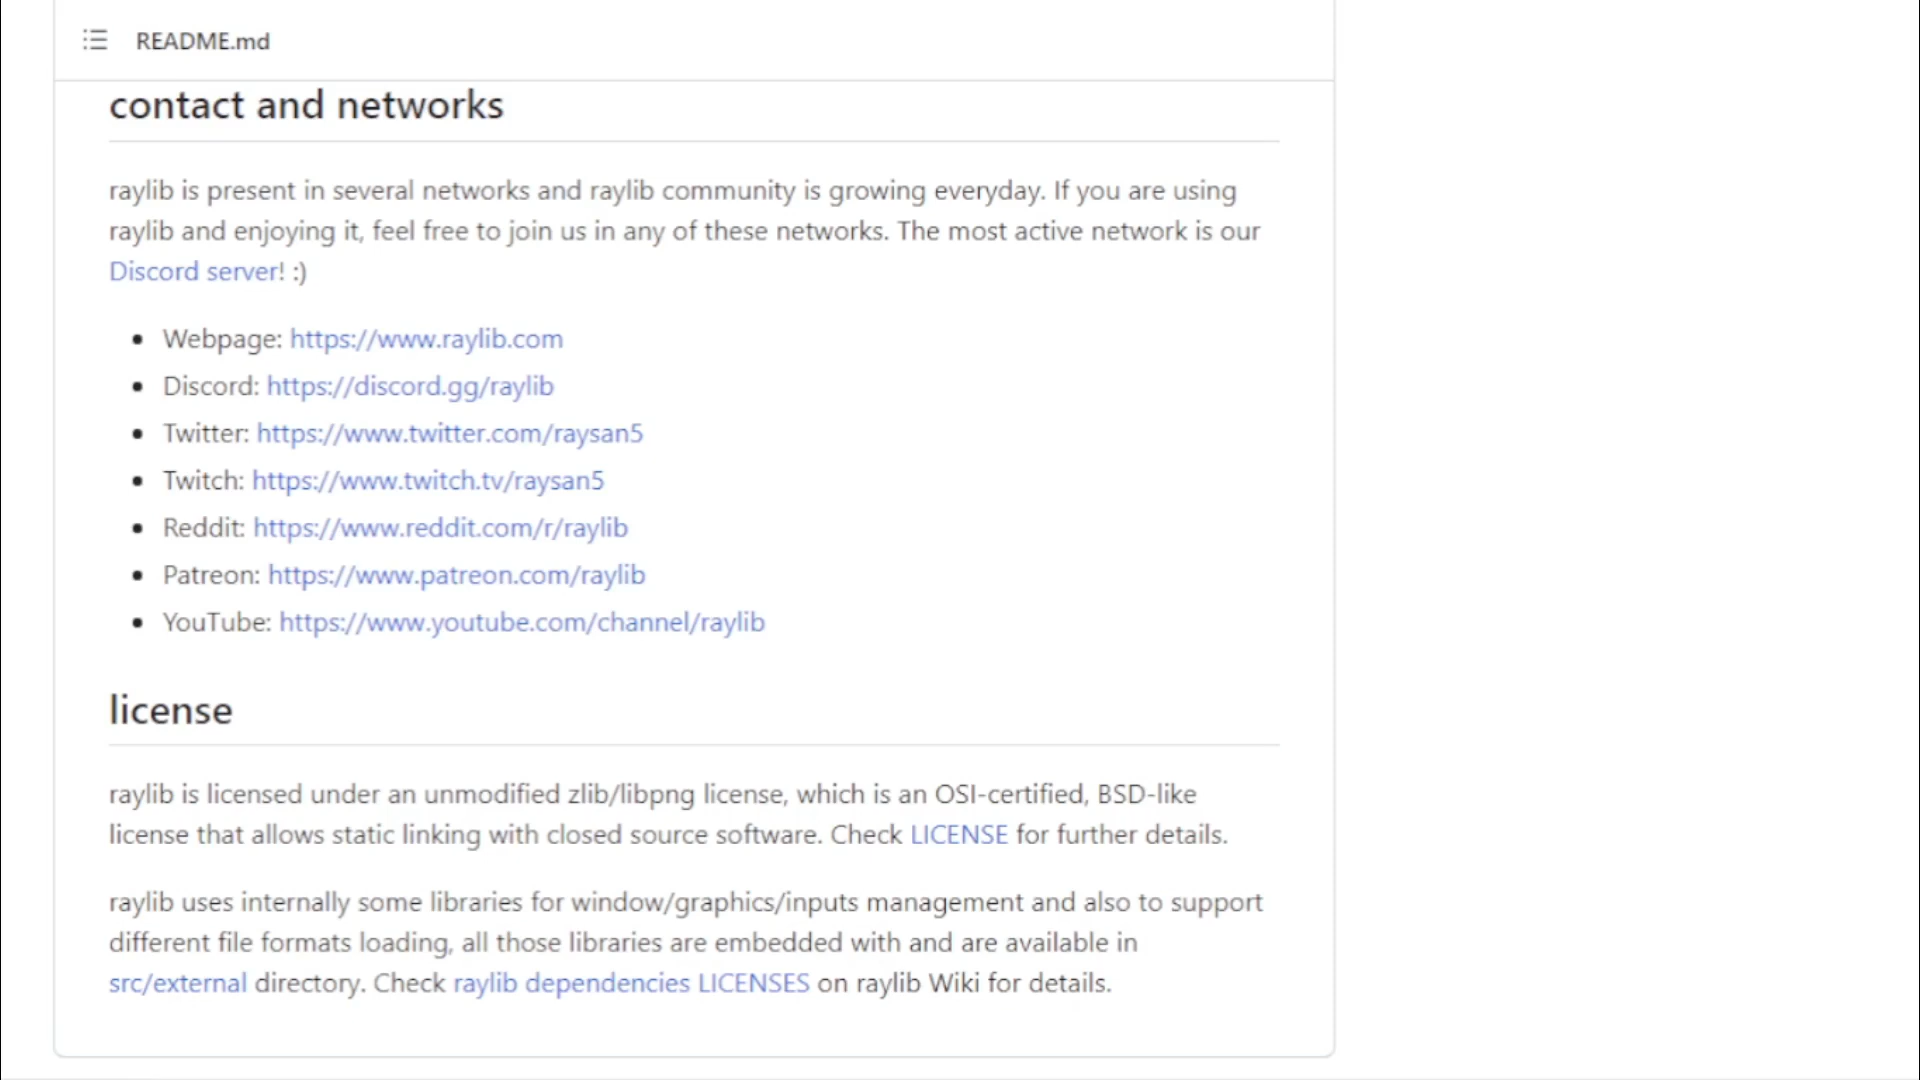 README.md
contact and networks
raylib is present in several networks and raylib community is growing everyday. If you are using
raylib and enjoying it, feel free to join us in any of these networks. The most active network is our
Discord server! :)
Webpage: https://www.raylib.com
Discord: https://discord.gg/raylib
Twitter: https://www.twitter.com/raysan5
Twitch: https://www.twitch.tv/raysan5
Reddit: https://www.reddit.com/r/raylib
Patreon: https://www.patreon.com/raylib
YouTube: https://www.youtube.com/channel/raylib
license
raylib is licensed under an unmodified zlib/libpng license, which is an OSI-certified, BSD-like
license that allows static linking with closed source software. Check LICENSE for further details.
raylib uses internally some libraries for window/graphics/inputs management and also to support
different file formats loading, all those libraries are embedded with and are available in
src/external directory. Check raylib dependencies LICENSES on raylib Wiki for details.